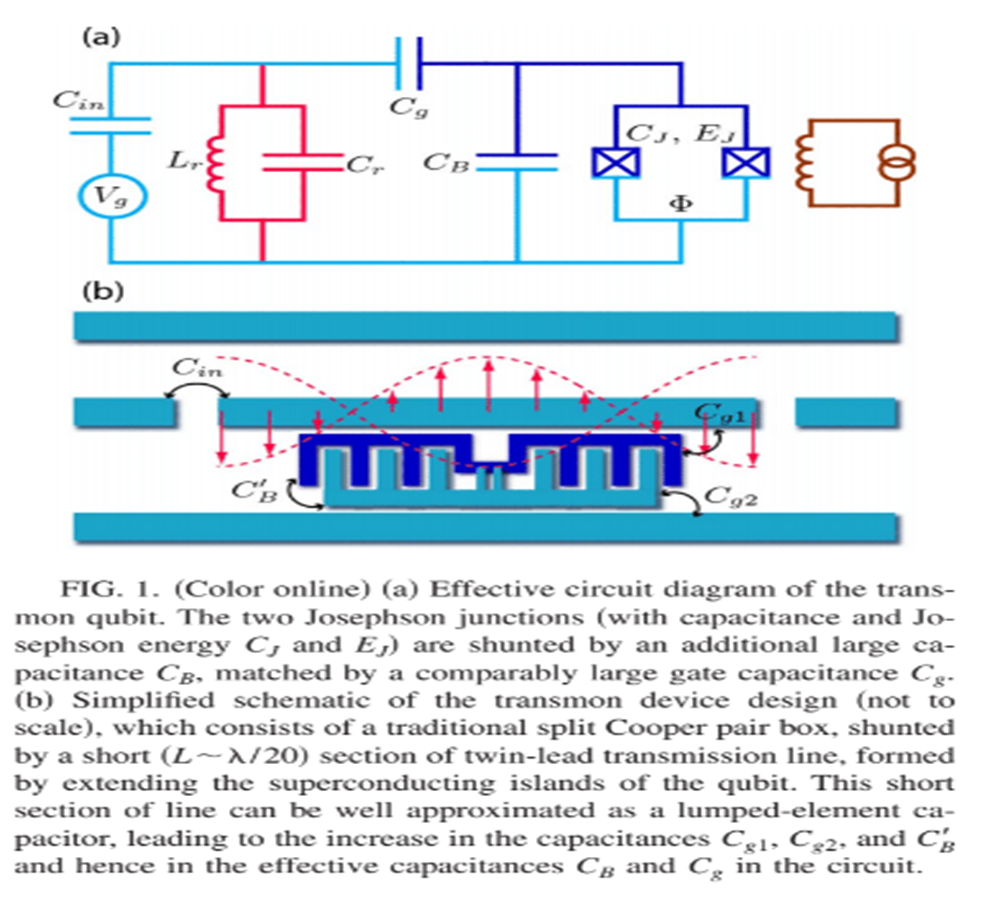 (a)
C_in
C_g
L_r
C_r
C_B
C_J, E_J
V_g
Φ
(b)
C_in
C_g1
C′_B
C_g2
FIG. 1. (Color online) (a) Effective circuit diagram of the trans-
mon qubit. The two Josephson junctions (with capacitance and Jo-
sephson energy C_J and E_J) are shunted by an additional large ca-
pacitance C_B, matched by a comparably large gate capacitance C_g.
(b) Simplified schematic of the transmon device design (not to
scale), which consists of a traditional split Cooper pair box, shunted
by a short (L∼λ/20) section of twin-lead transmission line, formed
by extending the superconducting islands of the qubit. This short
section of line can be well approximated as a lumped-element ca-
pacitor, leading to the increase in the capacitances C_g1, C_g2, and C′_B
and hence in the effective capacitances C_B and C_g in the circuit.